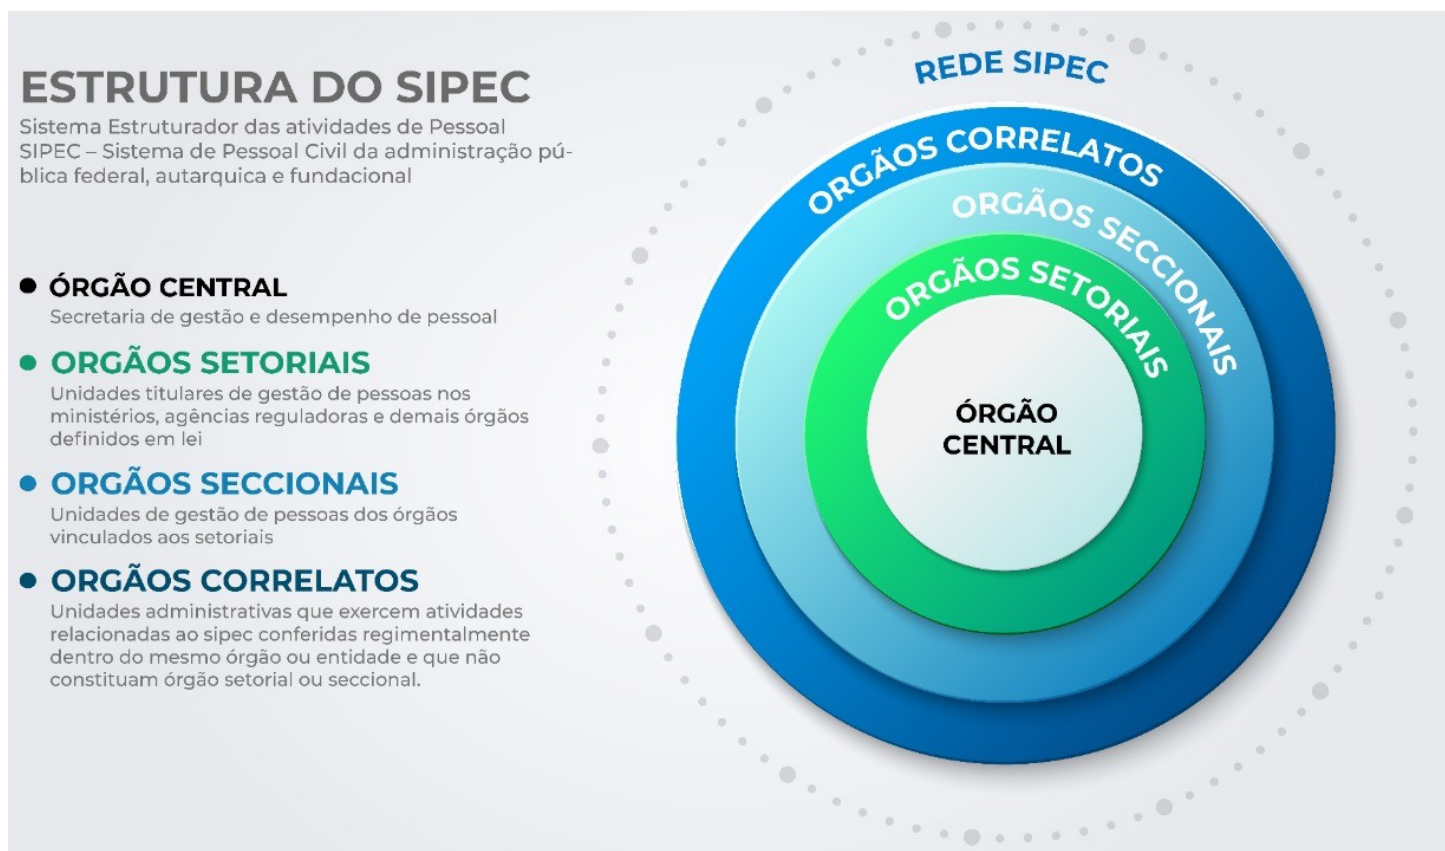 ESTRUTURA DO SIPEC
Sistema Estruturador das atividades de Pessoal
SIPEC – Sistema de Pessoal Civil da administração pú-
blica federal, autarquica e fundacional
ÓRGÃO CENTRAL
Secretaria de gestão e desempenho de pessoal
ORGÃOS SETORIAIS
Unidades titulares de gestão de pessoas nos
ministérios, agências reguladoras e demais órgãos
definidos em lei
ORGÃOS SECCIONAIS
Unidades de gestão de pessoas dos órgãos
vinculados aos setoriais
ORGÃOS CORRELATOS
Unidades administrativas que exercem atividades
relacionadas ao sipec conferidas regimentalmente
dentro do mesmo órgão ou entidade e que não
constituam órgão setorial ou seccional.
REDE SIPEC
ORGÃOS CORRELATOS
ORGÃOS SECCIONAIS
ORGÃOS SETORIAIS
ÓRGÃO
CENTRAL